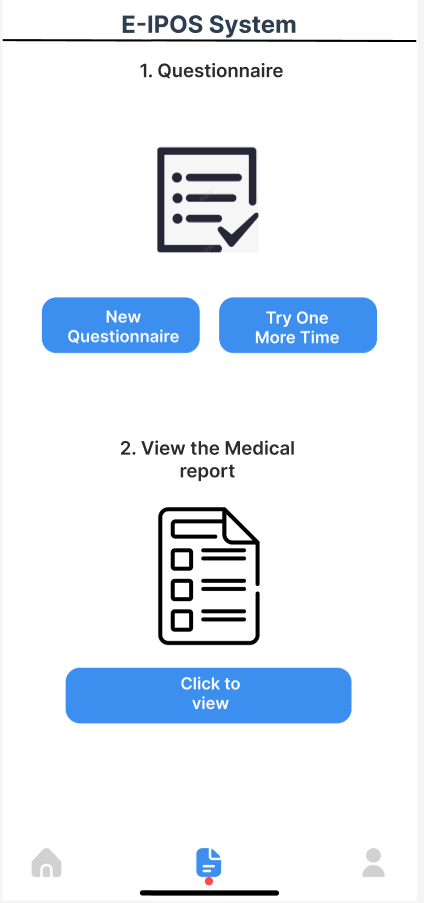 E-IPOS System
1. Questionnaire
New
Questionnaire
Try One
More Time
2. View the Medical
report
Click to
view